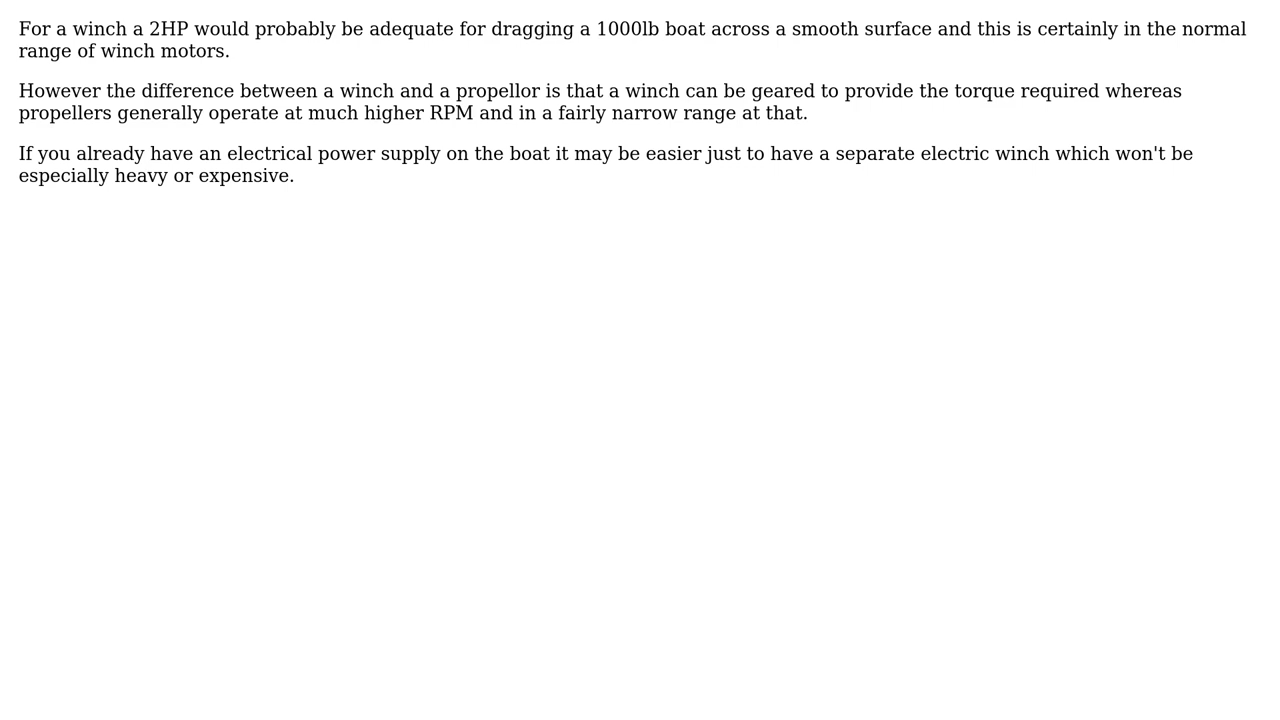 For a winch a 2HP would probably be adequate for dragging a 1000lb boat across a smooth surface and this is certainly in the normal
range of winch motors.
However the difference between a winch and a propellor is that a winch can be geared to provide the torque required whereas
propellers generally operate at much higher RPM and in a fairly narrow range at that.
If you already have an electrical power supply on the boat it may be easier just to have a separate electric winch which won't be
especially heavy or expensive.